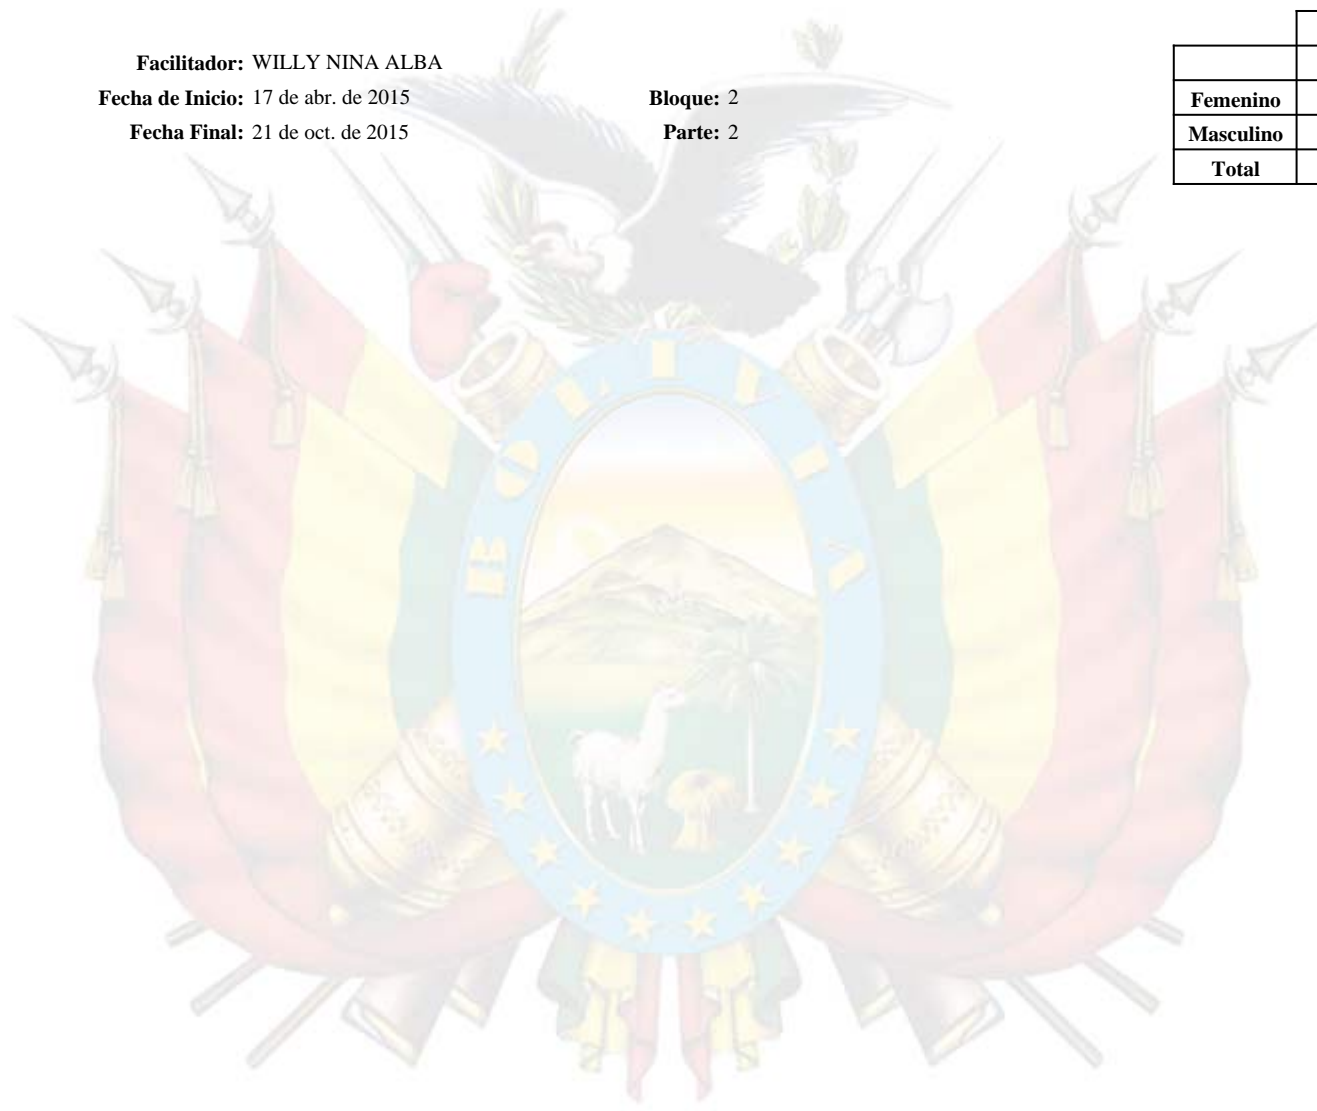 Facilitador: WILLY NINA ALBA
Fecha de Inicio: 17 de abr. de 2015 Bloque: 2
Fecha Final: 21 de oct. de 2015 Parte: 2
Femenino
Masculino
Total
BOLIVIA